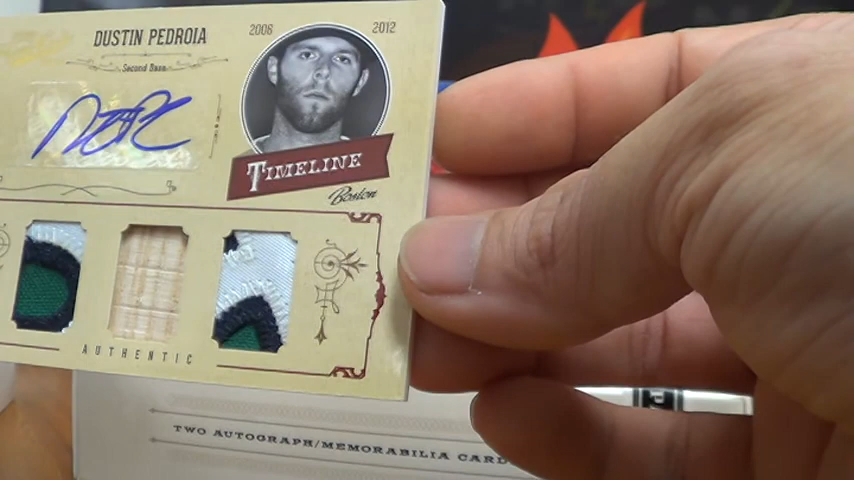 DUSTIN PEDROIA
2006 2012
Second Base
TIMELINE
Boston
AUTHENTIC
TWO AUTOGRAPH/MEMORABILIA CARD